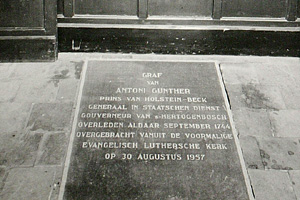 GRAF
VAN
ANTONI GUNTHER
PRINS-VAN HOLSTEIN-BECK
GENERAAL IN STAATSCHEN DIENST
GOUVERNEUR VAN s-HERTOGENBOSCH
OVERLEDEN ALDAAR SEPTEMBER 1744
OVERGEBRACHT VANUIT DE VOORMALIGE
EVANGELISCH LUTHERSCHE KERK
OP 30 AUGUSTUS 1957